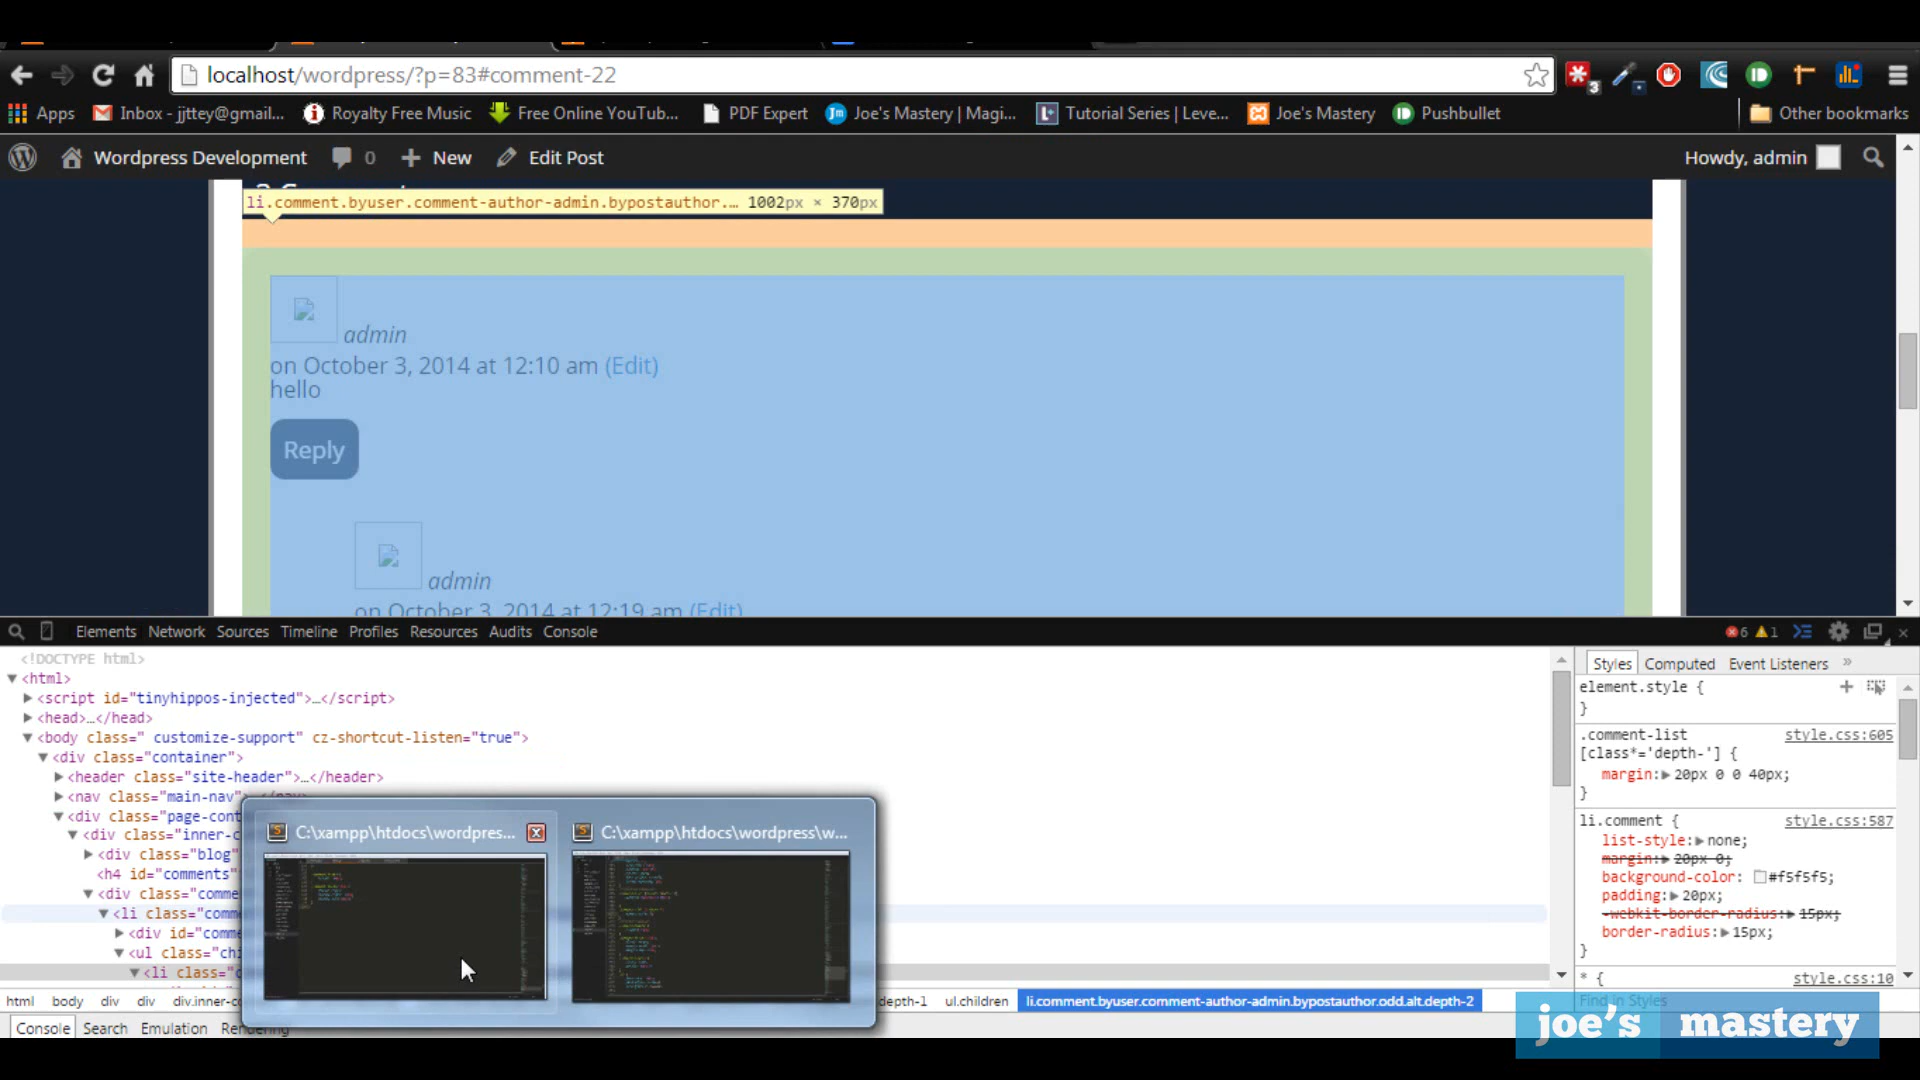 localhost/wordpress/?p=83#comment-22
3
Apps Inbox - jjttey@gmail... Royalty Free Music Free Online YouTub... PDF Expert Joe's Mastery | Magi... Tutorial Series | Leve... Joe's Mastery Pushbullet Other bookmarks
Wordpress Development 0 New Edit Post Howdy, admin
li.comment.byuser.comment-author-admin.bypostauthor.… 1002px × 370px
admin
on October 3, 2014 at 12:10 am (Edit)
hello
Reply
admin
on October 3, 2014 at 12:19 am (Edit)
Elements Network Sources Timeline Profiles Resources Audits Console 6 1
<!DOCTYPE html>
<html>
<script id="tinyhippos-injected">…</script>
<head>…</head>
<body class=" customize-support" cz-shortcut-listen="true">
<div class="container">
<header class="site-header">…</header>
<nav class="main-nav">…</nav>
<div class="page-cont
<div class="inner-c
<div class="blog
<h4 id="comments"
<div class="comme
<li class="comme
<div id="comme
<ul class="chi
<li class="c
C:\xampp\htdocs\wordpres...
C:\xampp\htdocs\wordpress\w...
html body div div div.inner-co depth-1 ul.children li.comment.byuser.comment-author-admin.bypostauthor.odd.alt.depth-2
Console Search Emulation Rendering
Styles Computed Event Listeners »
element.style {
}
.comment-list style.css:605
[class*='depth-'] {
margin: 20px 0 0 40px;
}
li.comment { style.css:587
list-style: none;
margin: 20px 0;
background-color: #f5f5f5;
padding: 20px;
-webkit-border-radius: 15px;
border-radius: 15px;
}
* { style.css:10
Find in Styles
joe's mastery